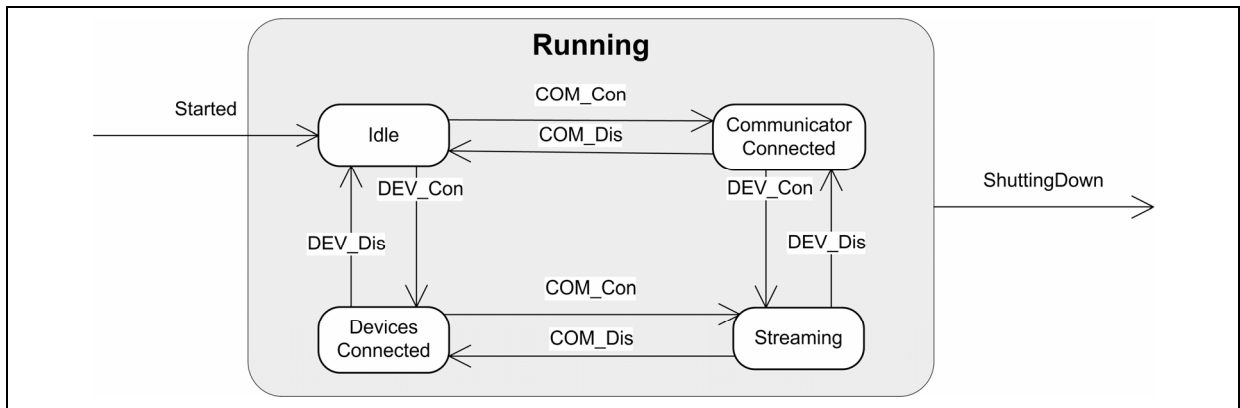 Running
Started
COM_Con
Idle
COM_Dis
Communicator
Connected
DEV_Con
DEV_Con
ShuttingDown
DEV_Dis
DEV_Dis
COM_Con
Devices
Connected
COM_Dis
Streaming